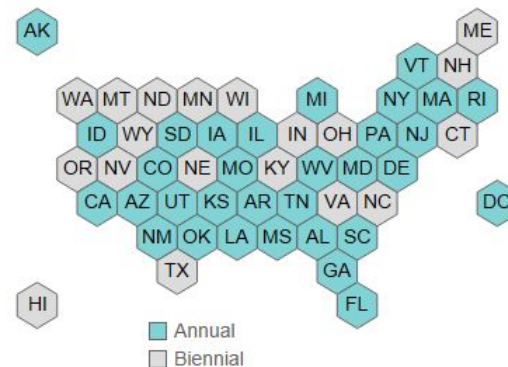 AK ME
VT NH
WA MT ND MN WI MI NY MA RI
ID WY SD IA IL IN OH PA NJ CT
OR NV CO NE MO KY WV MD DE
CA AZ UT KS AR TN VA NC DC
NM OK LA MS AL SC
TX GA
HI FL
Annual
Biennial